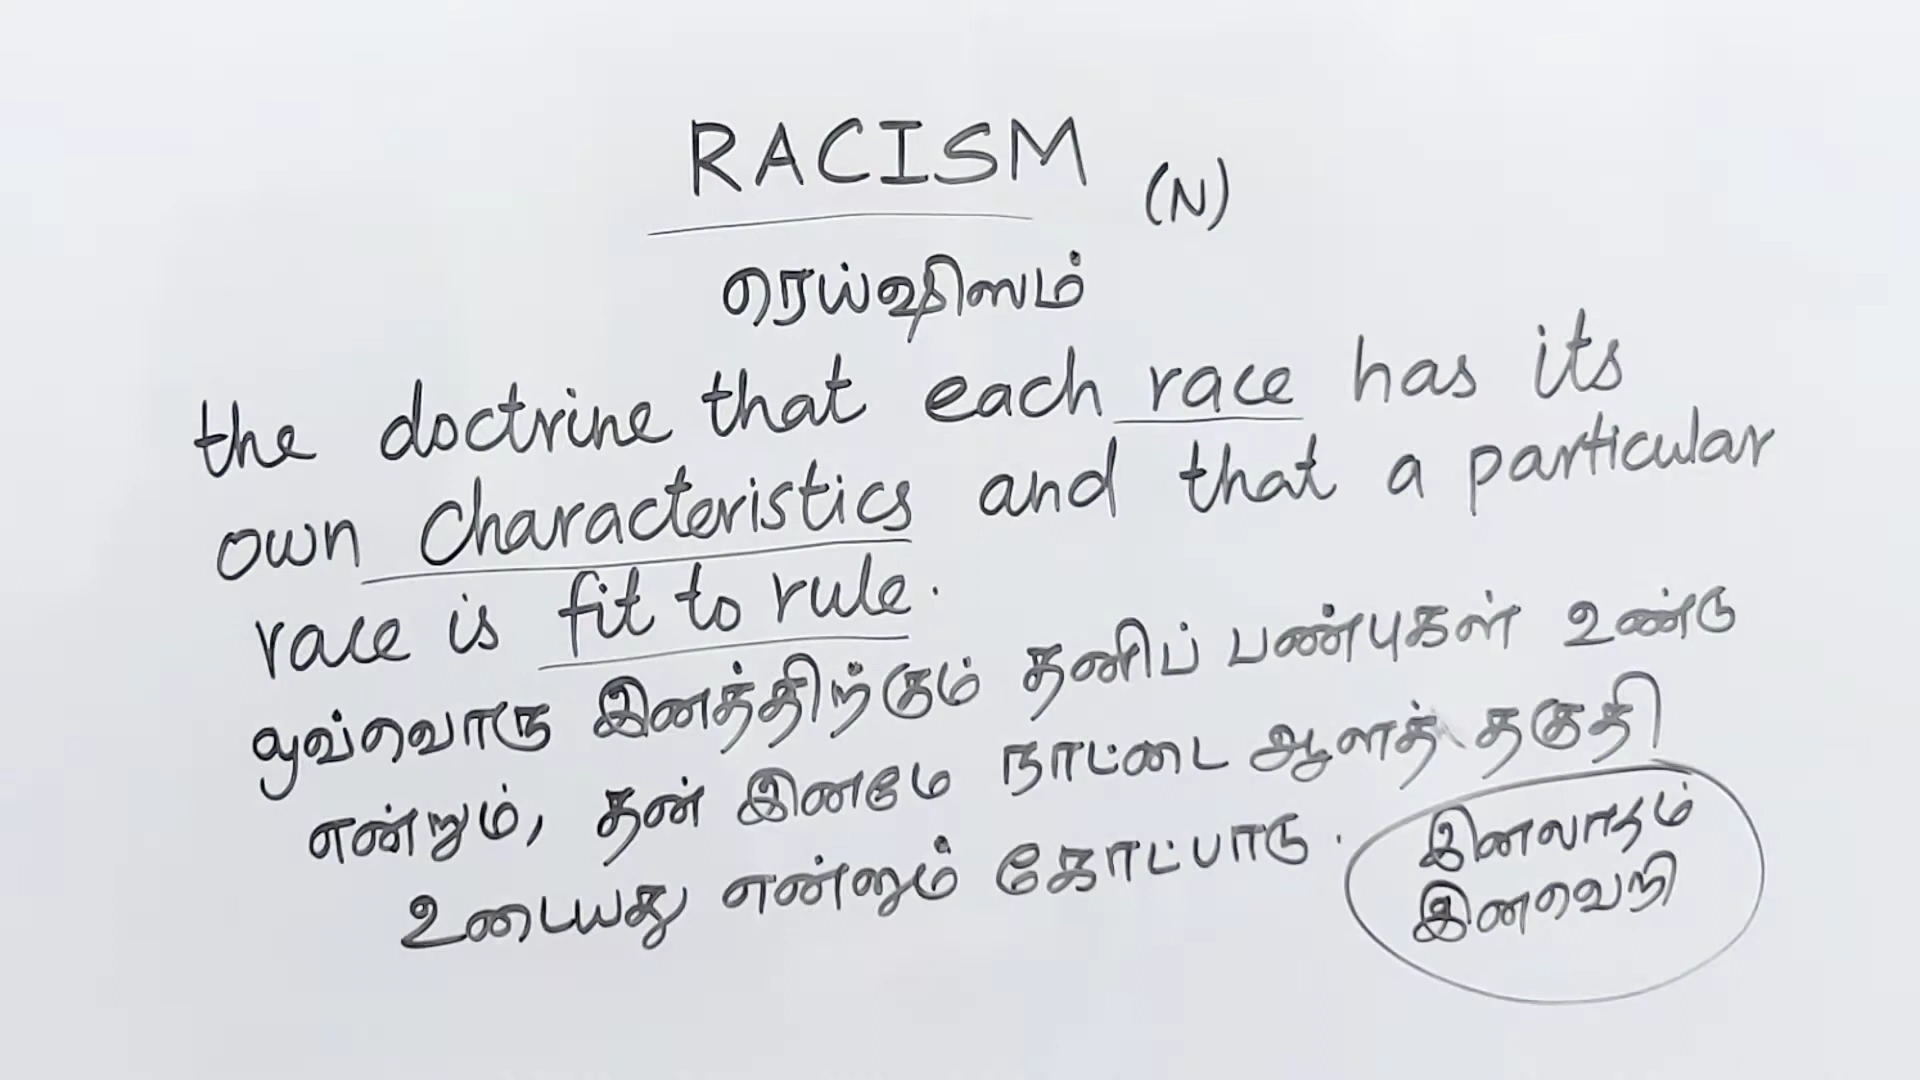 RACISM (N)
ரெய்ஷிஸம்
the doctrine that each race has its
own characteristics and that a particular
race is fit to rule.
ஒவ்வொரு இனத்திற்கும் தனிப் பண்புகள் உண்டு
என்றும், தன் இனமே நாட்டை ஆளத் தகுதி
உடையது என்னும் கோட்பாடு.
இனவாதம்
இனவெறி